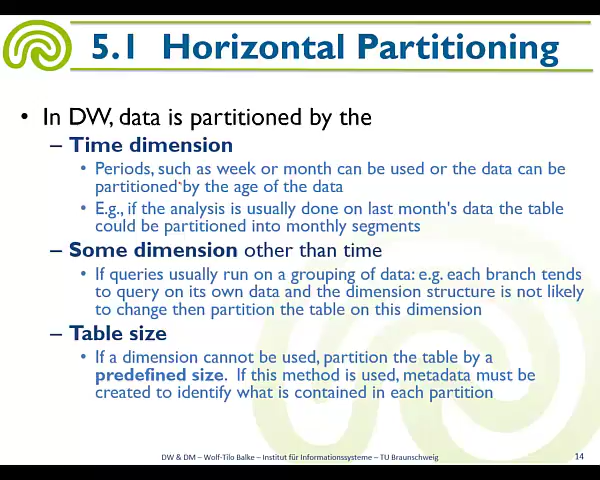 5.1 Horizontal Partitioning
• In DW, data is partitioned by the
– Time dimension
• Periods, such as week or month can be used or the data can be
partitioned by the age of the data
• E.g., if the analysis is usually done on last month's data the table
could be partitioned into monthly segments
– Some dimension other than time
• If queries usually run on a grouping of data: e.g. each branch tends
to query on its own data and the dimension structure is not likely
to change then partition the table on this dimension
– Table size
• If a dimension cannot be used, partition the table by a
predefined size. If this method is used, metadata must be
created to identify what is contained in each partition
DW & DM – Wolf-Tilo Balke – Institut für Informationssysteme – TU Braunschweig
14